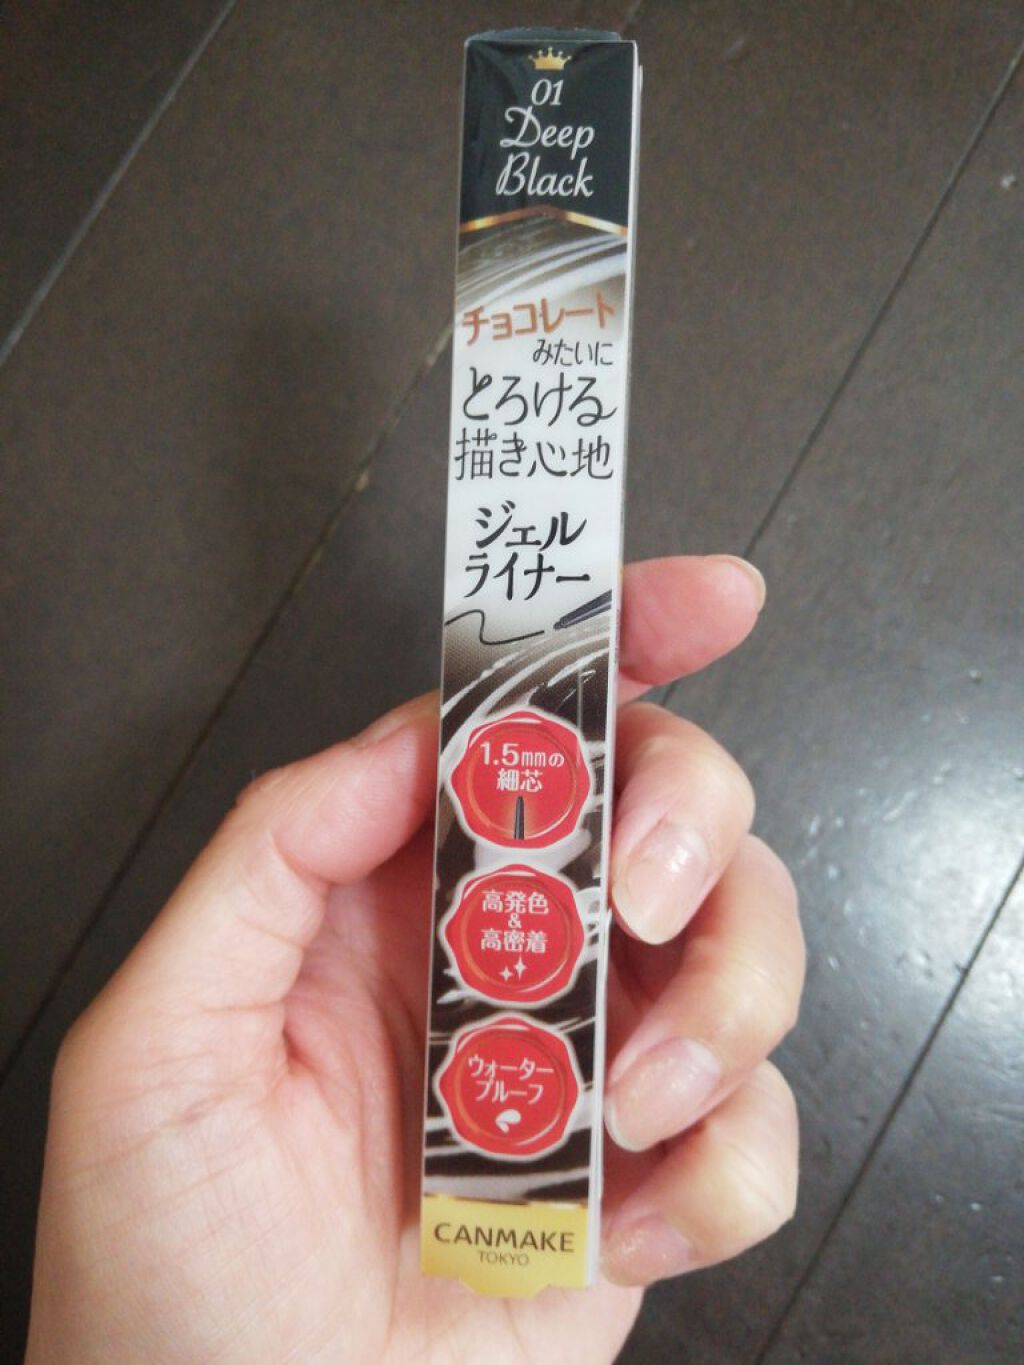 01
Deep
Black
チョコレート
みたいに
とろける
描き心地
ジェル
ライナー
1.5mmの
細芯
高発色
&
高密着
ウォーター
プルーフ
CANMAKE
TOKYO